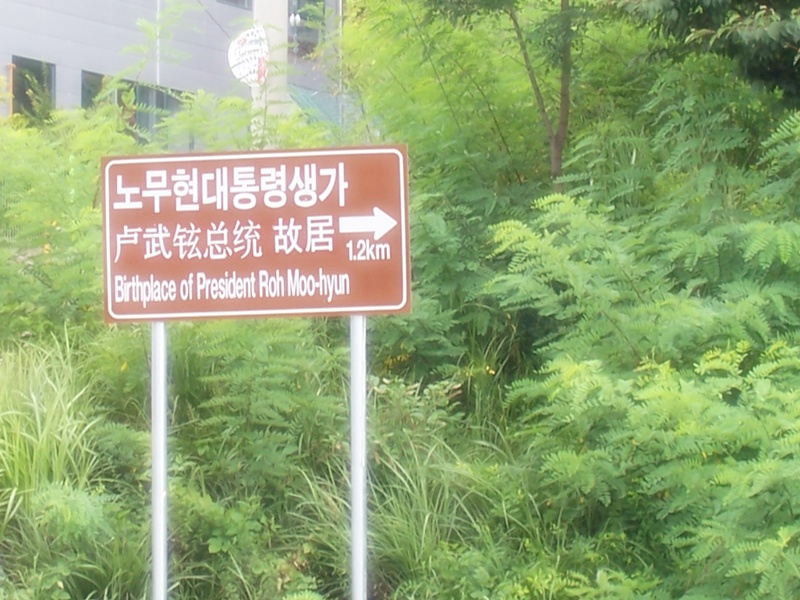 노무현대통령생가
卢武铉总统 故居
1.2km
Birthplace of President Roh Moo-hyun